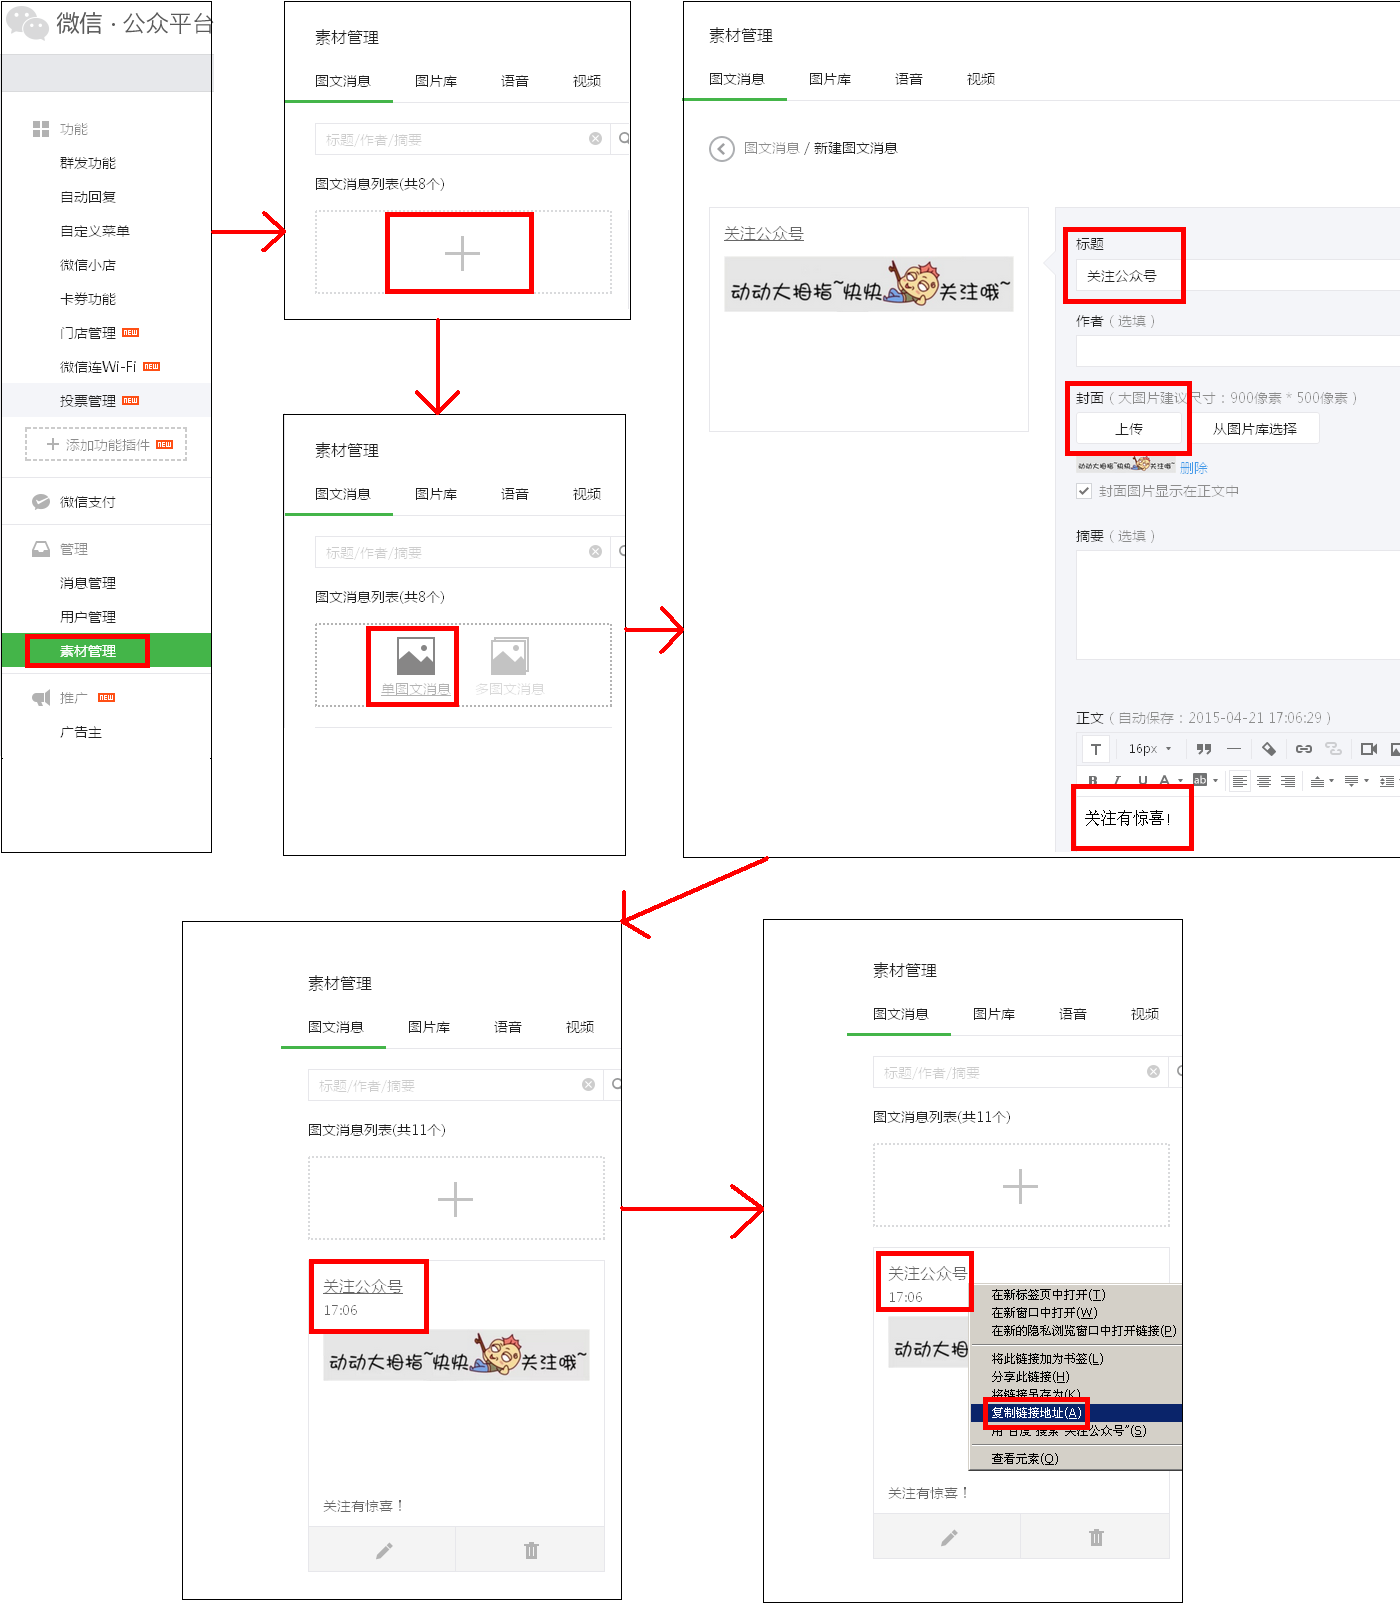 微信·公众平台
功能
群发功能
自动回复
自定义菜单
微信小店
卡券功能
门店管理 NEW
微信连Wi-Fi NEW
投票管理 NEW
添加功能插件 NEW
微信支付
管理
消息管理
用户管理
素材管理
推广 NEW
广告主
素材管理
图文消息 图片库 语音 视频
标题/作者/摘要
图文消息列表(共8个)
素材管理
图文消息 图片库 语音 视频
标题/作者/摘要
图文消息列表(共8个)
单图文消息 多图文消息
素材管理
图文消息 图片库 语音 视频
图文消息 / 新建图文消息
关注公众号
动动大拇指~快快关注哦~
标题
关注公众号
作者（选填）
封面（大图片建议尺寸：900像素 * 500像素）
上传 从图片库选择
动动大拇指~快快关注哦~ 删除
封面图片显示在正文中
摘要（选填）
正文（自动保存：2015-04-21 17:06:29）
T 16px
B I U A ab
关注有惊喜!
素材管理
图文消息 图片库 语音 视频
标题/作者/摘要
图文消息列表(共11个)
关注公众号
17:06
动动大拇指~快快关注哦~
关注有惊喜！
素材管理
图文消息 图片库 语音 视频
标题/作者/摘要
图文消息列表(共11个)
关注公众号
17:06
动动大拇
在新标签页中打开(T)
在新窗口中打开(W)
在新的隐私浏览窗口中打开链接(P)
将此链接加为书签(L)
分享此链接(H)
将链接另存为(K)
复制链接地址(A)
用"百度"搜索"关注公众号"(S)
查看元素(Q)
关注有惊喜！